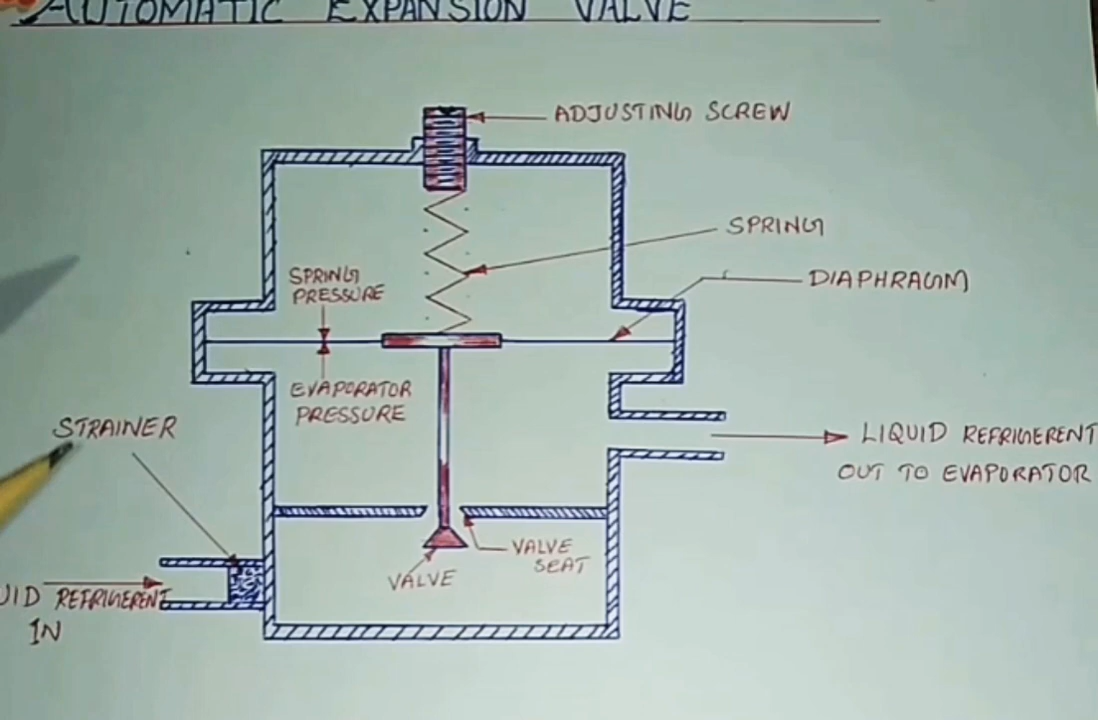 AUTOMATIC EXPANSION VALVE
ADJUSTING SCREW
SPRING
DIAPHRAGM
SPRING
PRESSURE
EVAPORATOR
PRESSURE
STRAINER
LIQUID REFRIGERENT
OUT TO EVAPORATOR
VALVE
SEAT
VALVE
UID REFRIGERENT
IN